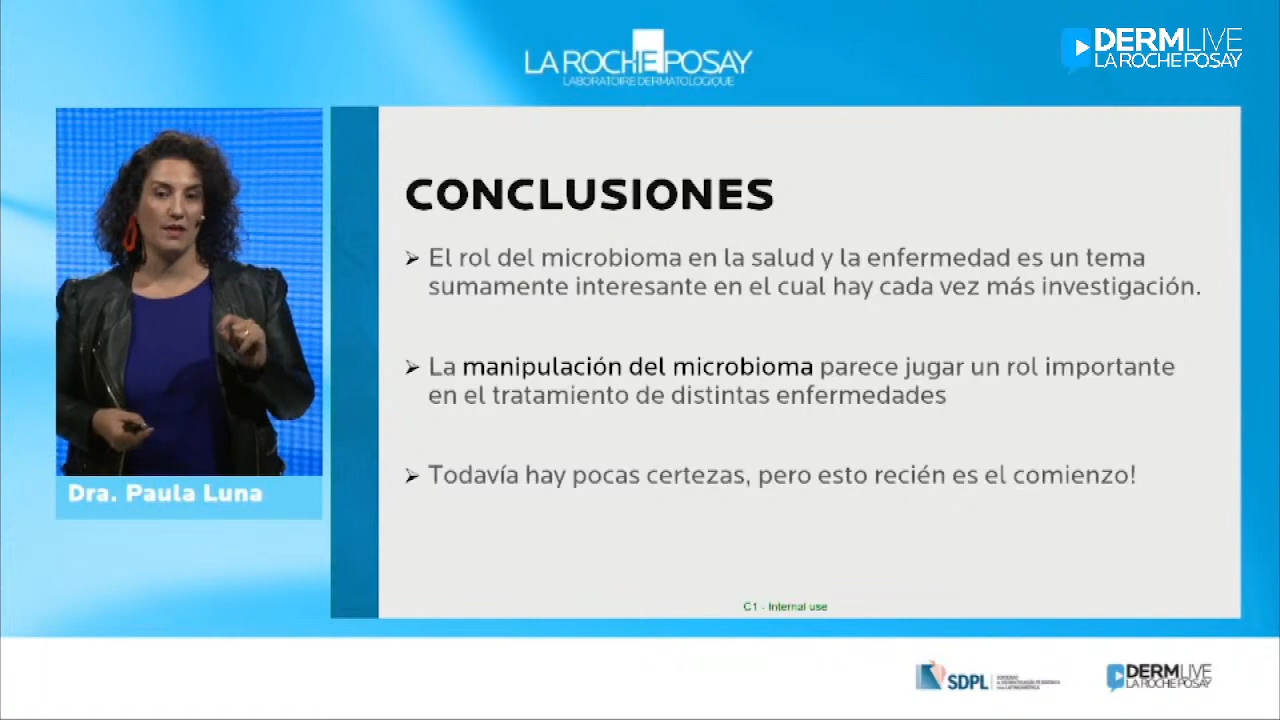 LA ROCHE POSAY
LABORATOIRE DERMATOLOGIQUE
DERMLIVE
LA ROCHE POSAY
CONCLUSIONES
➢ El rol del microbioma en la salud y la enfermedad es un tema
sumamente interesante en el cual hay cada vez más investigación.
➢ La manipulación del microbioma parece jugar un rol importante
en el tratamiento de distintas enfermedades
➢ Todavía hay pocas certezas, pero esto recién es el comienzo!
Dra. Paula Luna
C1 - Internal use
SDPL
DERMLIVE
LA ROCHE POSAY